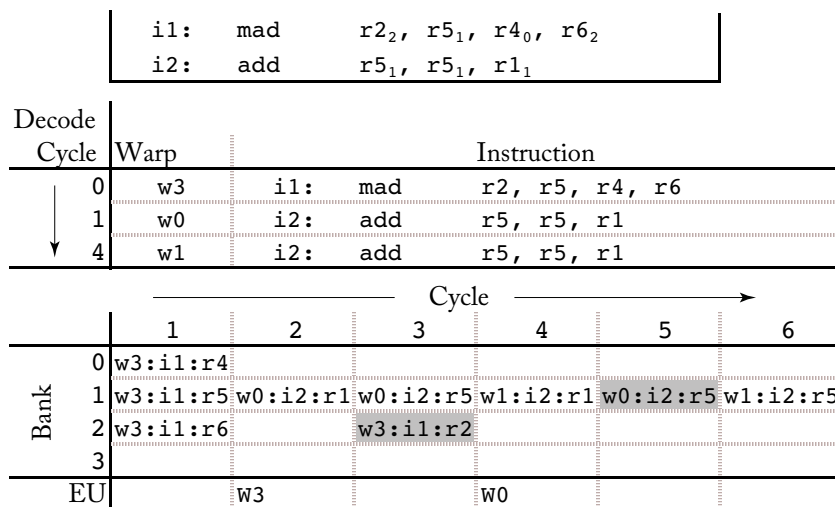 i1: mad r2₂, r5₁, r4₀, r6₂
i2: add r5₁, r5₁, r1₁
Decode
Cycle Warp Instruction
0 w3 i1: mad r2, r5, r4, r6
1 w0 i2: add r5, r5, r1
4 w1 i2: add r5, r5, r1
Cycle
1 2 3 4 5 6
0 w3:i1:r4
Bank
1 w3:i1:r5 w0:i2:r1 w0:i2:r5 w1:i2:r1 w0:i2:r5 w1:i2:r5
2 w3:i1:r6 w3:i1:r2
3
EU W3 W0